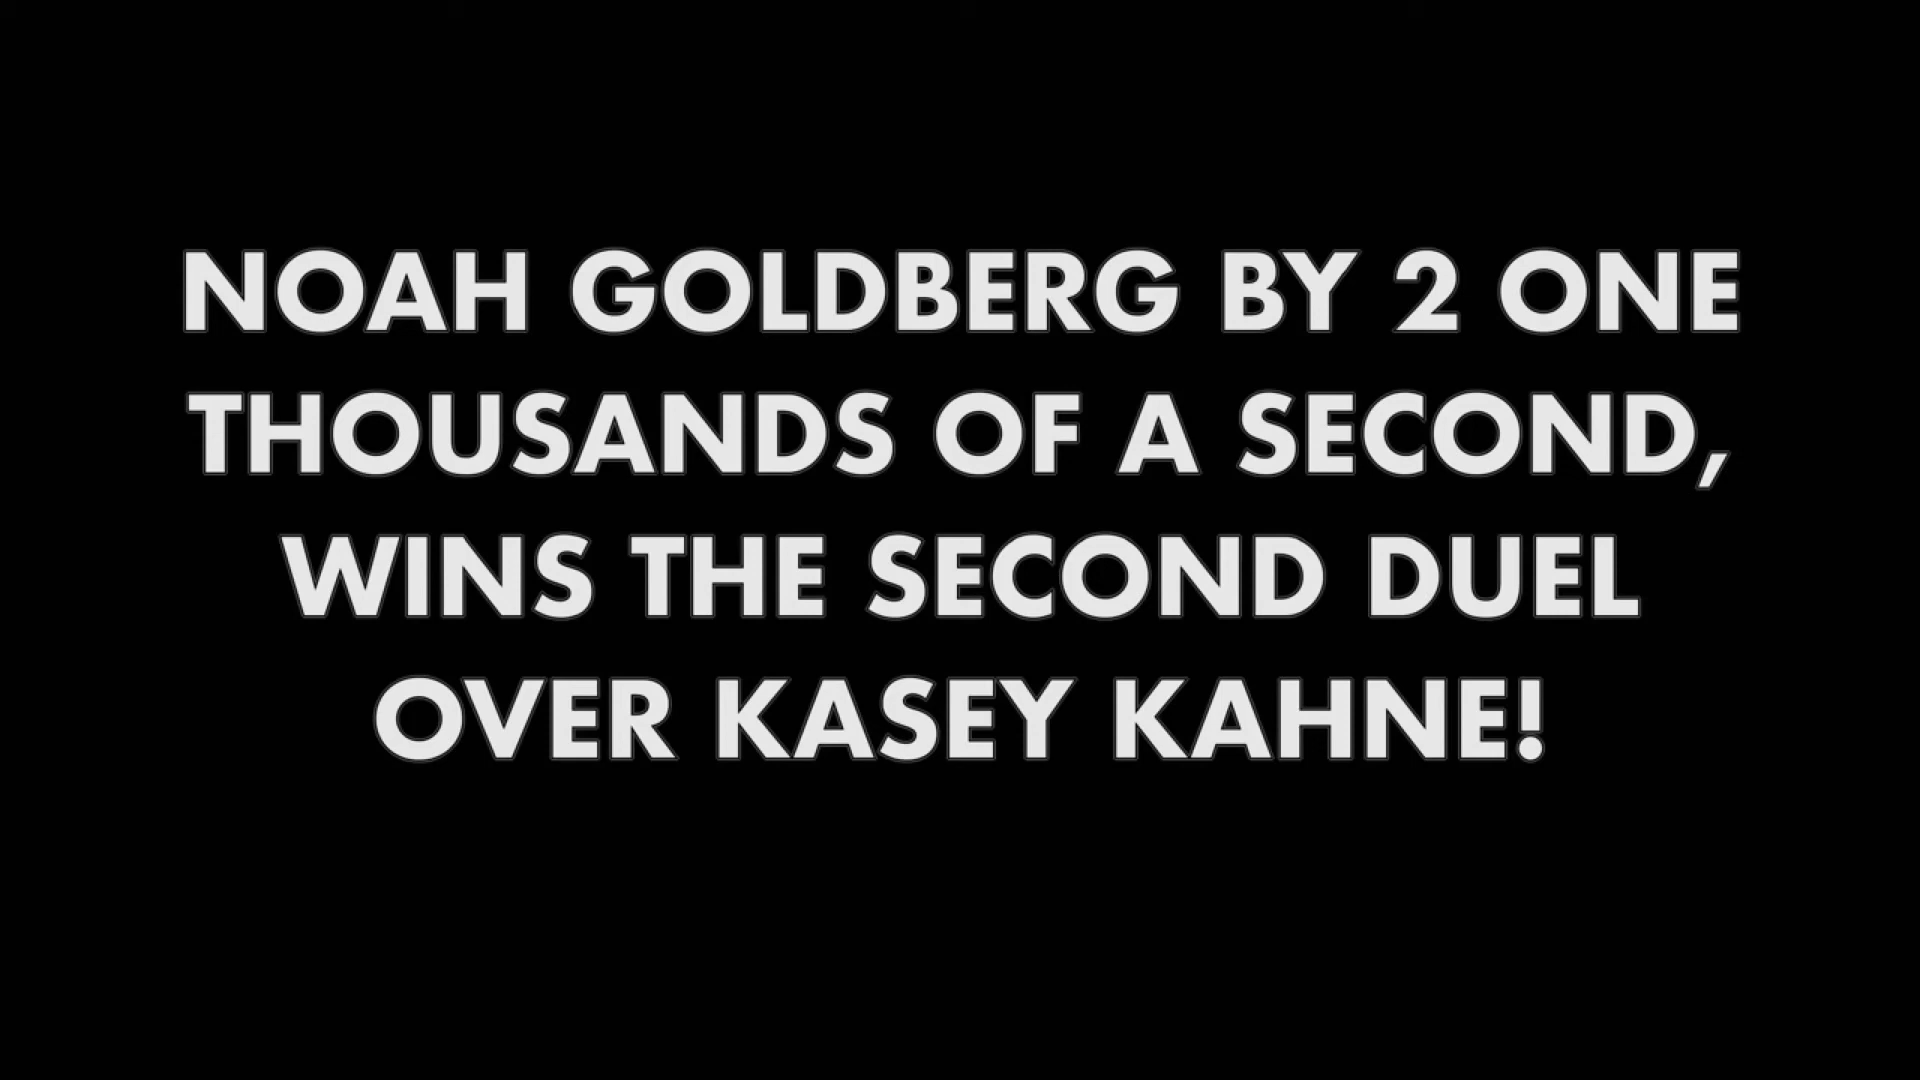 NOAH GOLDBERG BY 2 ONE
THOUSANDS OF A SECOND,
WINS THE SECOND DUEL
OVER KASEY KAHNE!